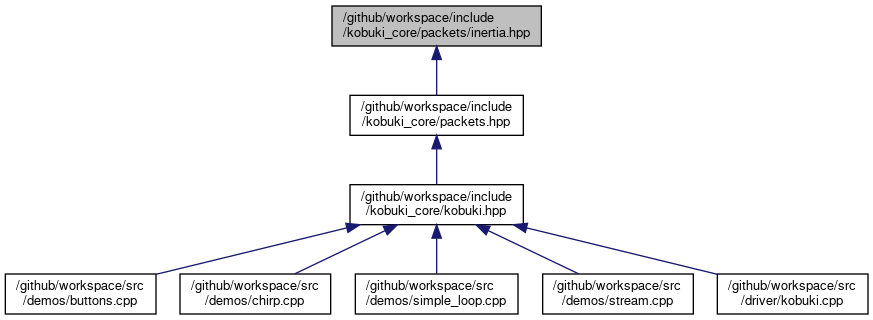 /github/workspace/include
/kobuki_core/packets/inertia.hpp
/github/workspace/include
/kobuki_core/packets.hpp
/github/workspace/include
/kobuki_core/kobuki.hpp
/github/workspace/src
/demos/buttons.cpp
/github/workspace/src
/demos/chirp.cpp
/github/workspace/src
/demos/simple_loop.cpp
/github/workspace/src
/demos/stream.cpp
/github/workspace/src
/driver/kobuki.cpp